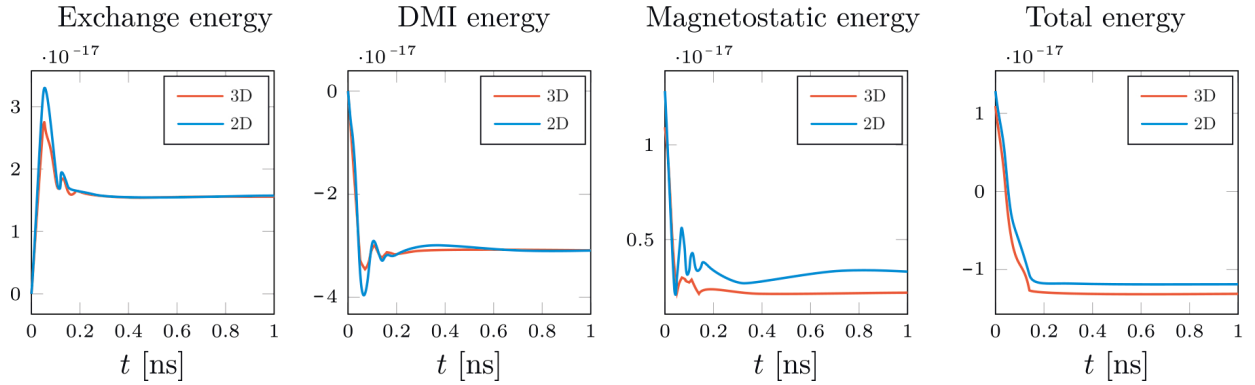 Exchange energy
·10⁻¹⁷
3
2
1
0
3D
2D
0 0.2 0.4 0.6 0.8 1
t [ns]
DMI energy
·10⁻¹⁷
0
−2
−4
3D
2D
0 0.2 0.4 0.6 0.8 1
t [ns]
Magnetostatic energy
·10⁻¹⁷
1
0.5
3D
2D
0 0.2 0.4 0.6 0.8 1
t [ns]
Total energy
·10⁻¹⁷
1
0
−1
3D
2D
0 0.2 0.4 0.6 0.8 1
t [ns]